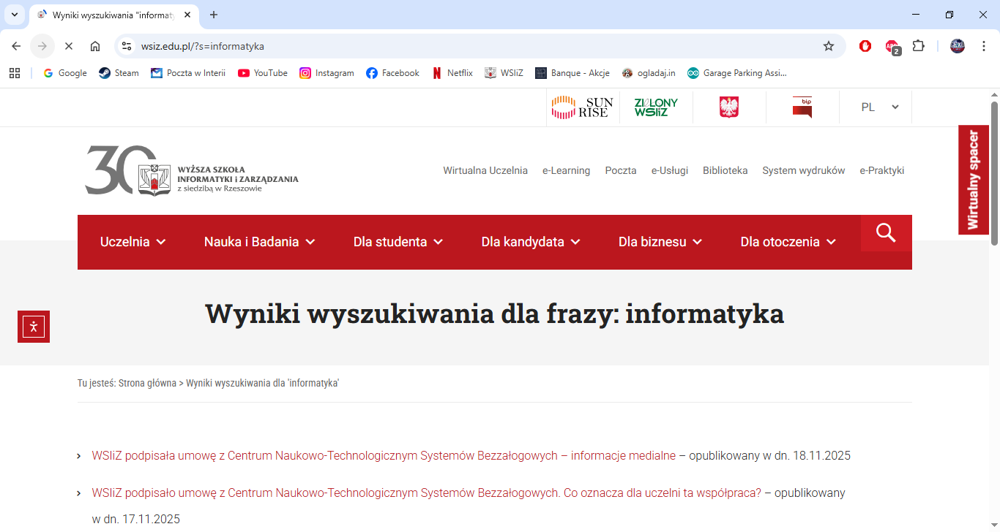 Wyniki wyszukiwania "informaty
wsiz.edu.pl/?s=informatyka
2
Google Steam Poczta w Interii YouTube Instagram Facebook Netflix WSIiZ Banque - Akcje ogladaj.in Garage Parking Assi...
SUN
RISE
ZIELONY
WSIiZ
bip
PL
Wirtualny spacer
30
WYŻSZA SZKOŁA
INFORMATYKI i ZARZĄDZANIA
z siedzibą w Rzeszowie
Wirtualna Uczelnia e-Learning Poczta e-Usługi Biblioteka System wydruków e-Praktyki
Uczelnia Nauka i Badania Dla studenta Dla kandydata Dla biznesu Dla otoczenia
Wyniki wyszukiwania dla frazy: informatyka
Tu jesteś: Strona główna > Wyniki wyszukiwania dla 'informatyka'
WSIiZ podpisała umowę z Centrum Naukowo-Technologicznym Systemów Bezzałogowych – informacje medialne – opublikowany w dn. 18.11.2025
WSIiZ podpisało umowę z Centrum Naukowo-Technologicznym Systemów Bezzałogowych. Co oznacza dla uczelni ta współpraca? – opublikowany
w dn. 17.11.2025